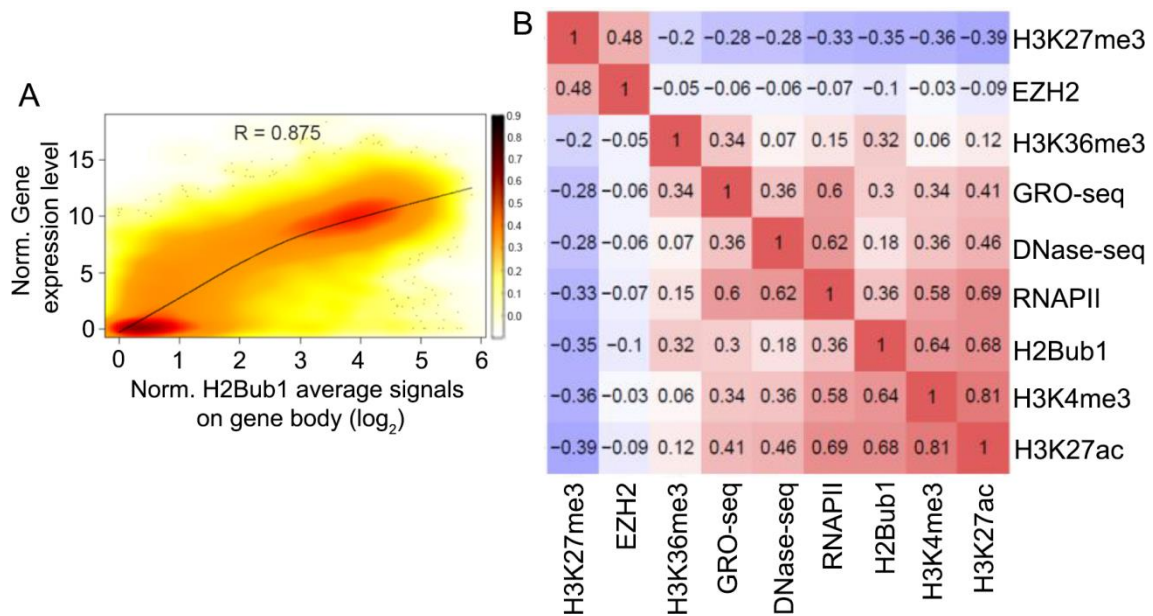 A
R = 0.875
Norm. Gene
expression level
15
10
5
0
0 1 2 3 4 5 6
Norm. H2Bub1 average signals
on gene body (log2)
0.9
0.8
0.7
0.6
0.5
0.4
0.3
0.2
0.1
0.0
B
1 0.48 −0.2 −0.28 −0.28 −0.33 −0.35 −0.36 −0.39 H3K27me3
0.48 1 −0.05 −0.06 −0.06 −0.07 −0.1 −0.03 −0.09 EZH2
−0.2 −0.05 1 0.34 0.07 0.15 0.32 0.06 0.12 H3K36me3
−0.28 −0.06 0.34 1 0.36 0.6 0.3 0.34 0.41 GRO-seq
−0.28 −0.06 0.07 0.36 1 0.62 0.18 0.36 0.46 DNase-seq
−0.33 −0.07 0.15 0.6 0.62 1 0.36 0.58 0.69 RNAPII
−0.35 −0.1 0.32 0.3 0.18 0.36 1 0.64 0.68 H2Bub1
−0.36 −0.03 0.06 0.34 0.36 0.58 0.64 1 0.81 H3K4me3
−0.39 −0.09 0.12 0.41 0.46 0.69 0.68 0.81 1 H3K27ac
H3K27me3
EZH2
H3K36me3
GRO-seq
DNase-seq
RNAPII
H2Bub1
H3K4me3
H3K27ac